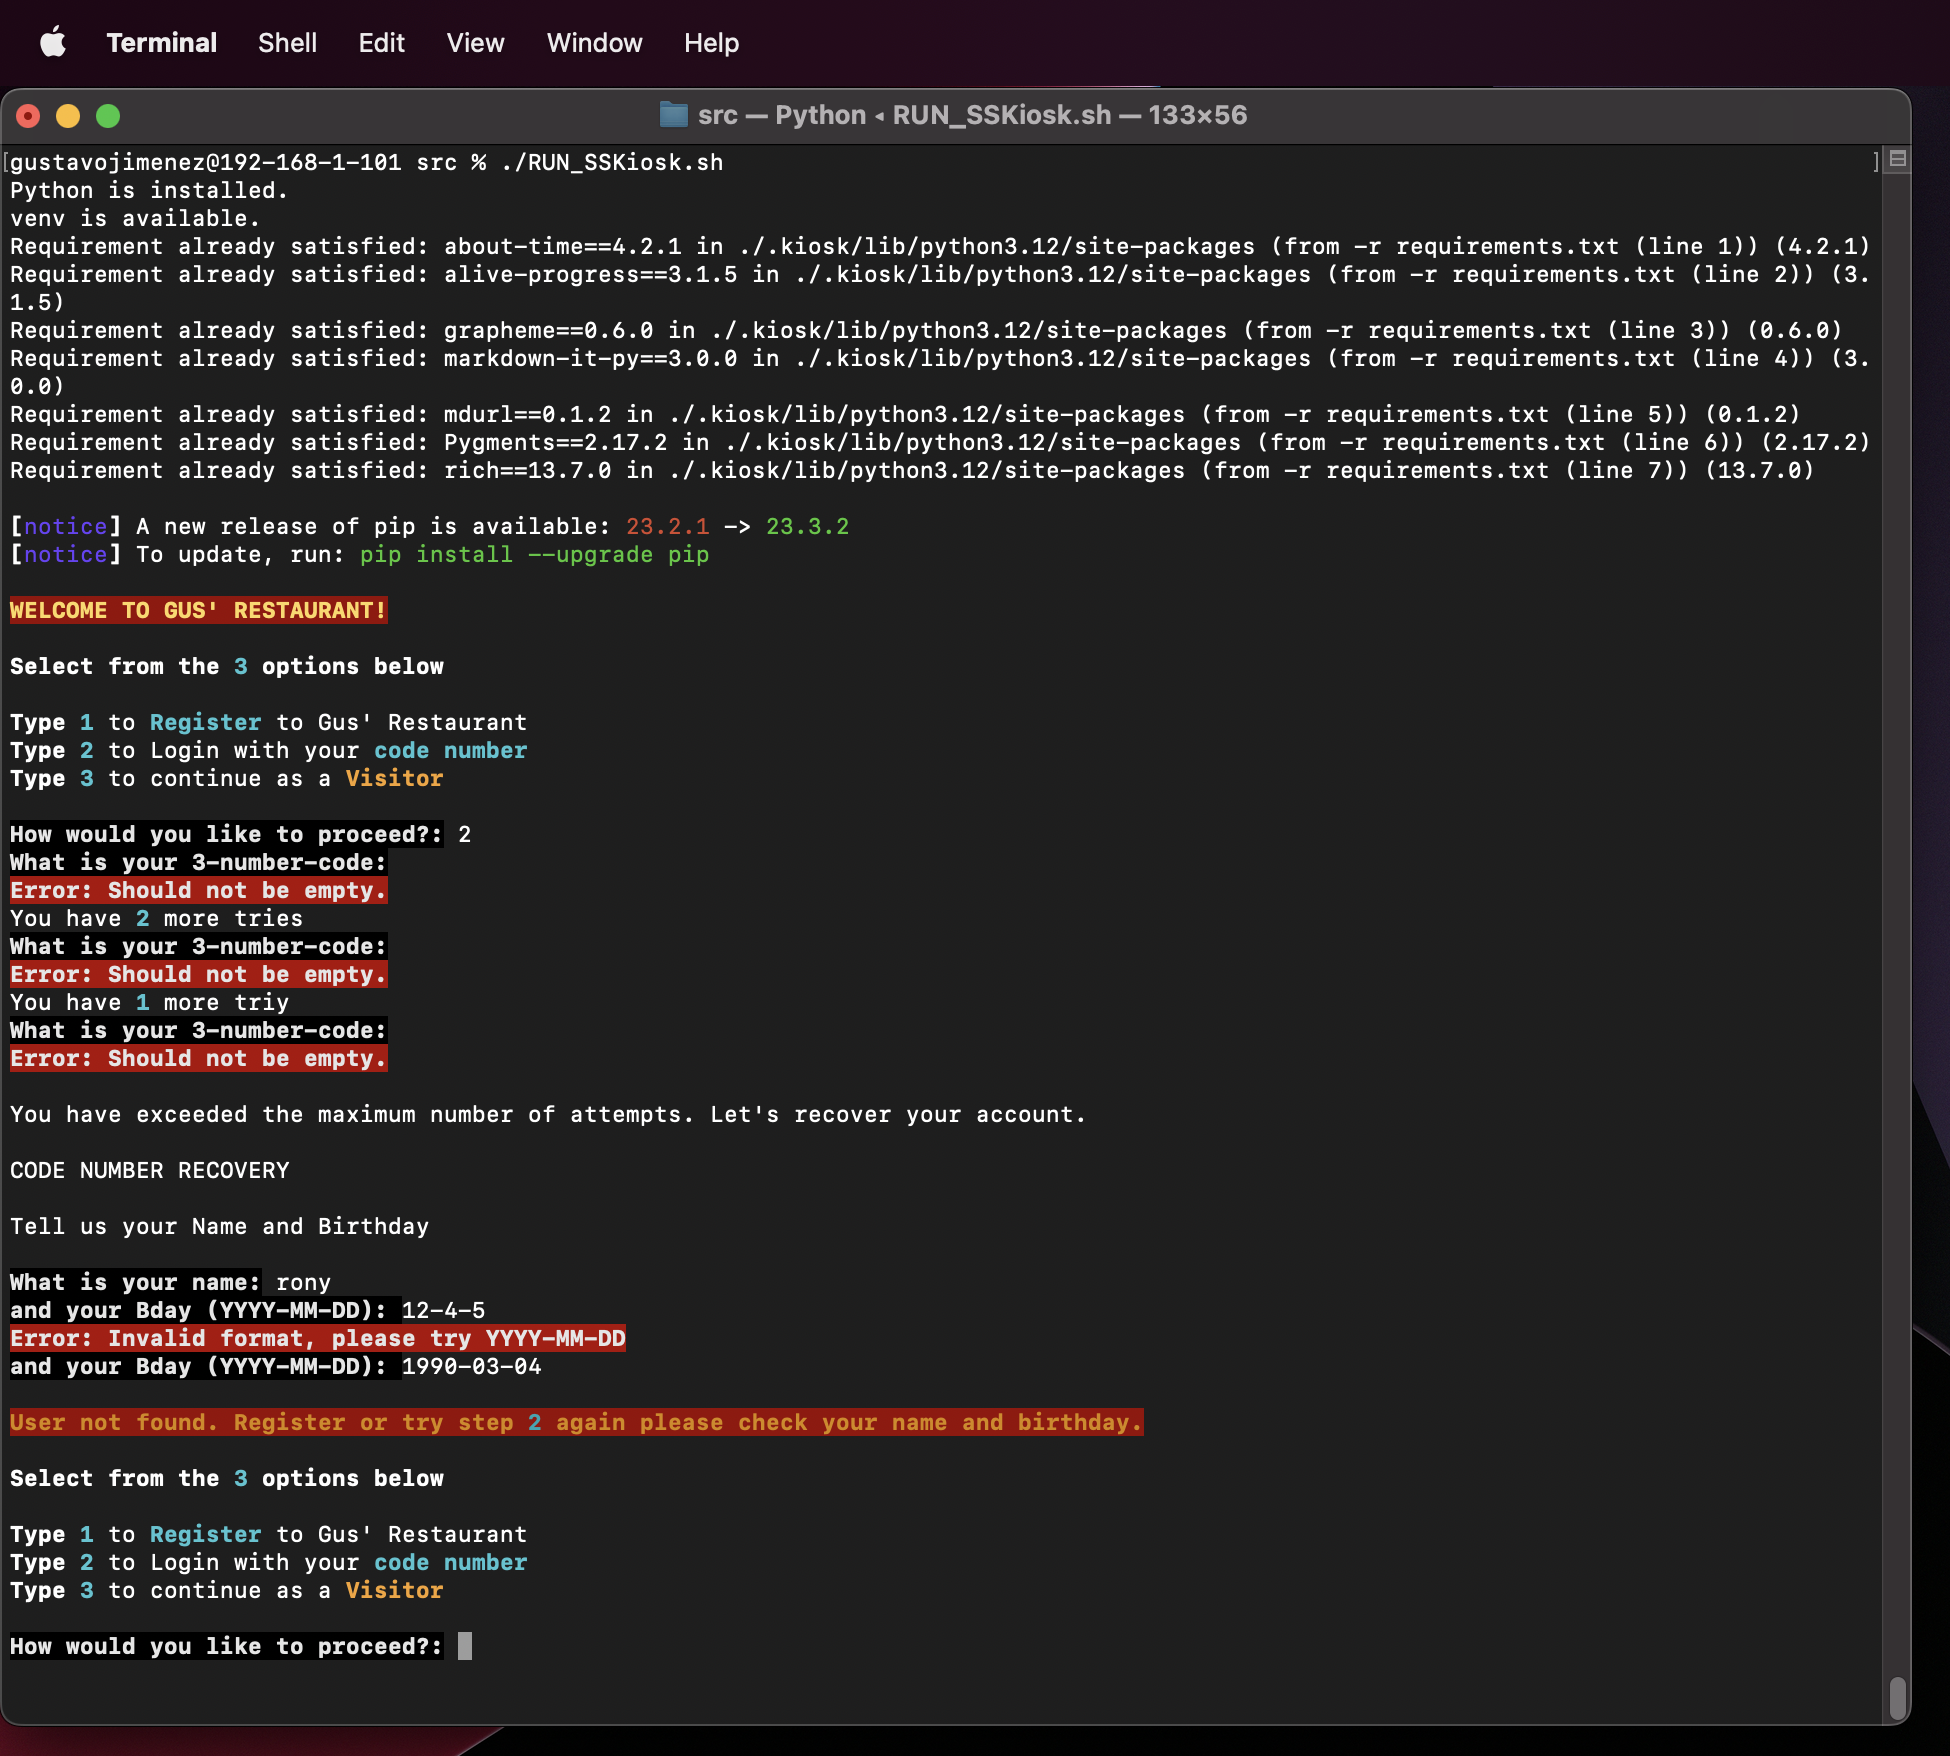 Terminal Shell Edit View Window Help
src — Python ◂ RUN_SSKiosk.sh — 133×56
[gustavojimenez@192-168-1-101 src % ./RUN_SSKiosk.sh ]
Python is installed.
venv is available.
Requirement already satisfied: about-time==4.2.1 in ./.kiosk/lib/python3.12/site-packages (from -r requirements.txt (line 1)) (4.2.1)
Requirement already satisfied: alive-progress==3.1.5 in ./.kiosk/lib/python3.12/site-packages (from -r requirements.txt (line 2)) (3.
1.5)
Requirement already satisfied: grapheme==0.6.0 in ./.kiosk/lib/python3.12/site-packages (from -r requirements.txt (line 3)) (0.6.0)
Requirement already satisfied: markdown-it-py==3.0.0 in ./.kiosk/lib/python3.12/site-packages (from -r requirements.txt (line 4)) (3.
0.0)
Requirement already satisfied: mdurl==0.1.2 in ./.kiosk/lib/python3.12/site-packages (from -r requirements.txt (line 5)) (0.1.2)
Requirement already satisfied: Pygments==2.17.2 in ./.kiosk/lib/python3.12/site-packages (from -r requirements.txt (line 6)) (2.17.2)
Requirement already satisfied: rich==13.7.0 in ./.kiosk/lib/python3.12/site-packages (from -r requirements.txt (line 7)) (13.7.0)
[notice] A new release of pip is available: 23.2.1 -> 23.3.2
[notice] To update, run: pip install --upgrade pip
WELCOME TO GUS' RESTAURANT!
Select from the 3 options below
Type 1 to Register to Gus' Restaurant
Type 2 to Login with your code number
Type 3 to continue as a Visitor
How would you like to proceed?: 2
What is your 3-number-code:
Error: Should not be empty.
You have 2 more tries
What is your 3-number-code:
Error: Should not be empty.
You have 1 more triy
What is your 3-number-code:
Error: Should not be empty.
You have exceeded the maximum number of attempts. Let's recover your account.
CODE NUMBER RECOVERY
Tell us your Name and Birthday
What is your name: rony
and your Bday (YYYY-MM-DD): 12-4-5
Error: Invalid format, please try YYYY-MM-DD
and your Bday (YYYY-MM-DD): 1990-03-04
User not found. Register or try step 2 again please check your name and birthday.
Select from the 3 options below
Type 1 to Register to Gus' Restaurant
Type 2 to Login with your code number
Type 3 to continue as a Visitor
How would you like to proceed?: